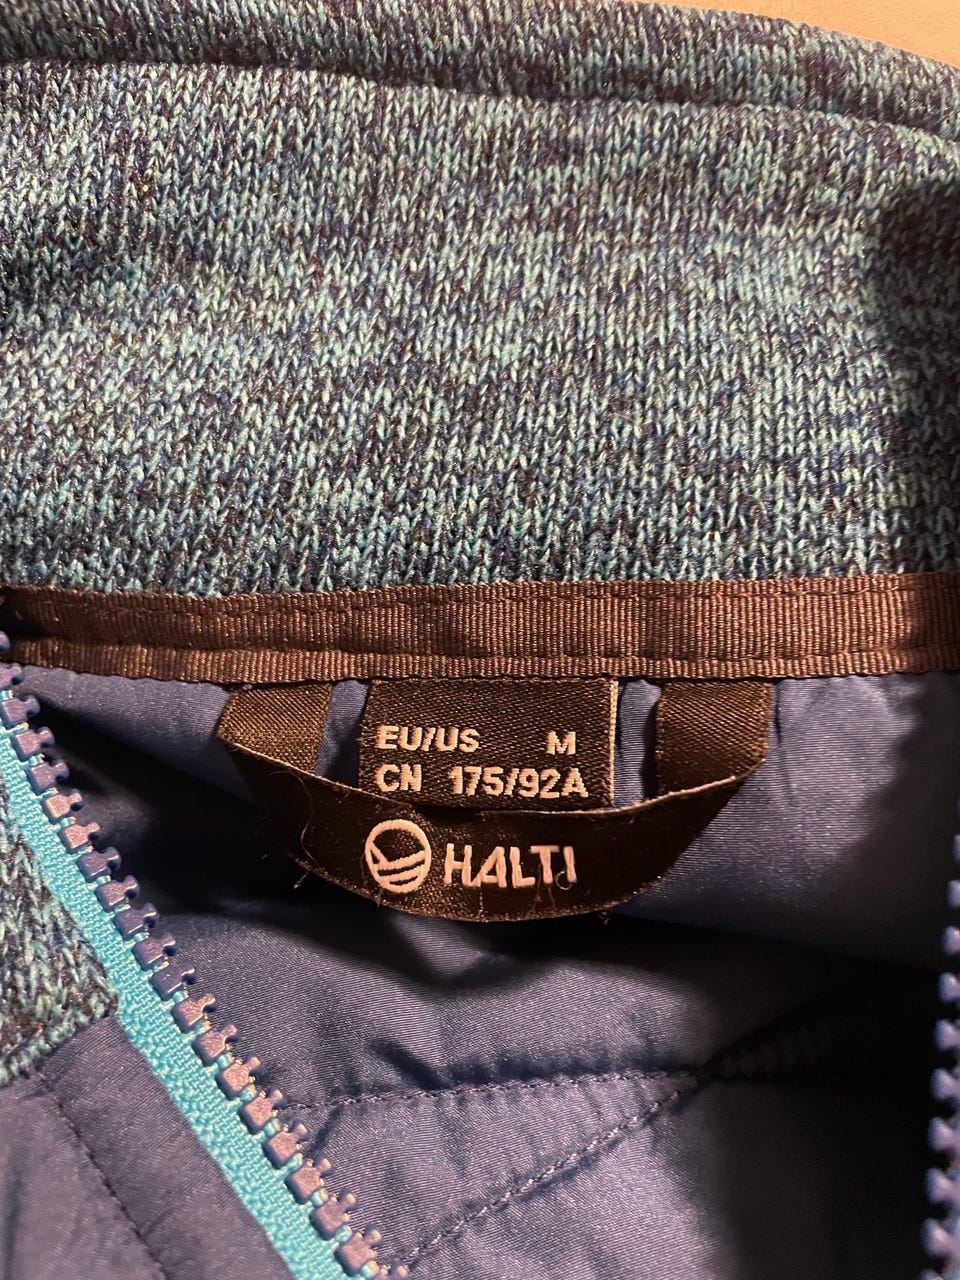 EU/US M
CN 175/92A
HALTI